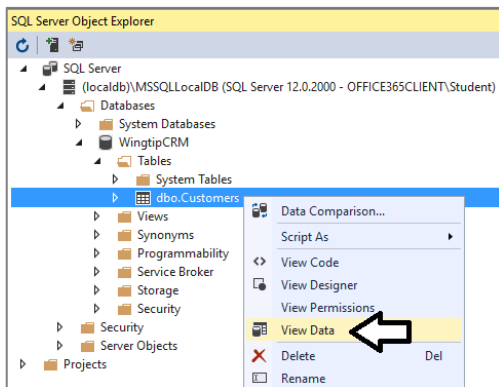 SQL Server Object Explorer
SQL Server
(localdb)\MSSQLLocalDB (SQL Server 12.0.2000 - OFFICE365CLIENT\Student)
Databases
System Databases
WingtipCRM
Tables
System Tables
dbo.Customers
Views
Synonyms
Programmability
Service Broker
Storage
Security
Security
Server Objects
Projects
Data Comparison...
Script As
View Code
View Designer
View Permissions
View Data
Delete Del
Rename